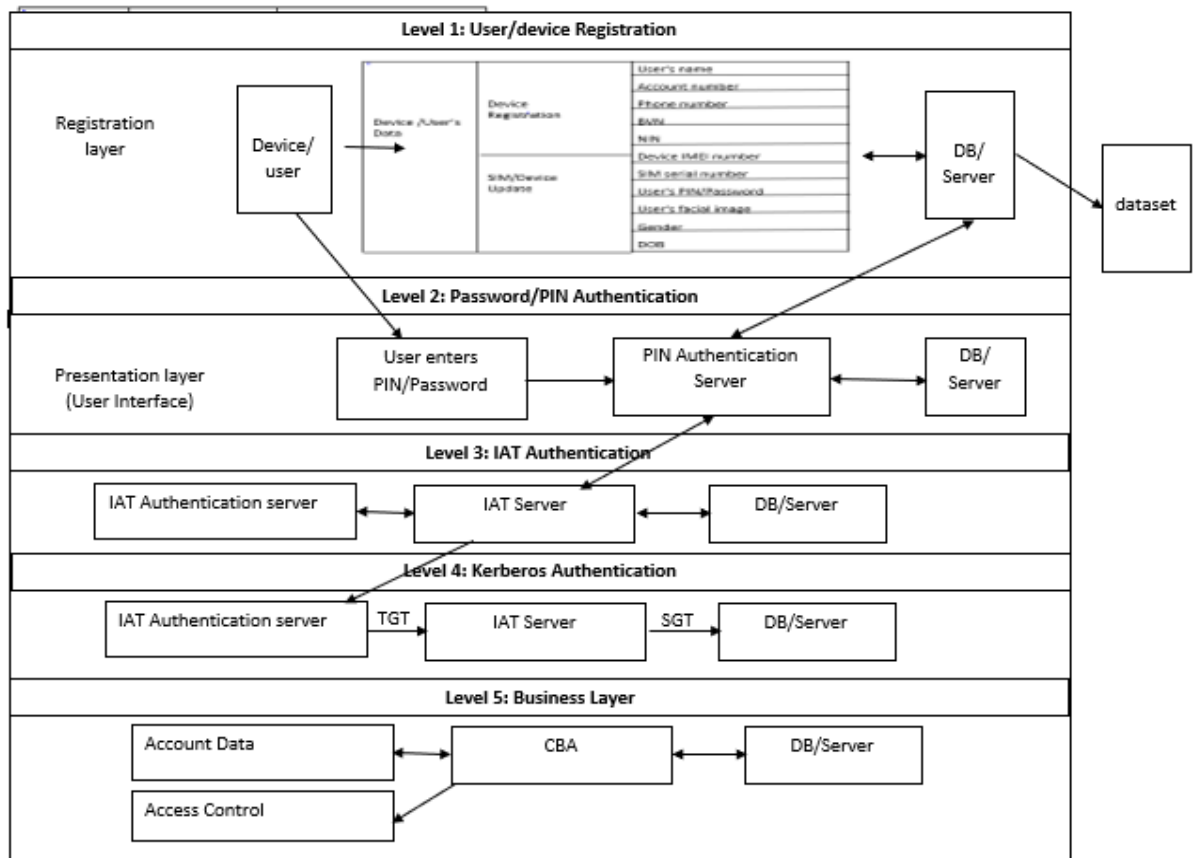 Level 1: User/device Registration
Registration
layer
Device/
user
Device /User's
Data
Device
Registration
SIM/Device
Update
User's name
Account number
Phone number
BVN
NIN
Device IMEI number
SIM serial number
User's PIN/Password
User's facial image
Gender
DOB
DB/
Server
dataset
Level 2: Password/PIN Authentication
Presentation layer
(User Interface)
User enters
PIN/Password
PIN Authentication
Server
DB/
Server
Level 3: IAT Authentication
IAT Authentication server
IAT Server
DB/Server
Level 4: Kerberos Authentication
IAT Authentication server
TGT
IAT Server
SGT
DB/Server
Level 5: Business Layer
Account Data
CBA
DB/Server
Access Control